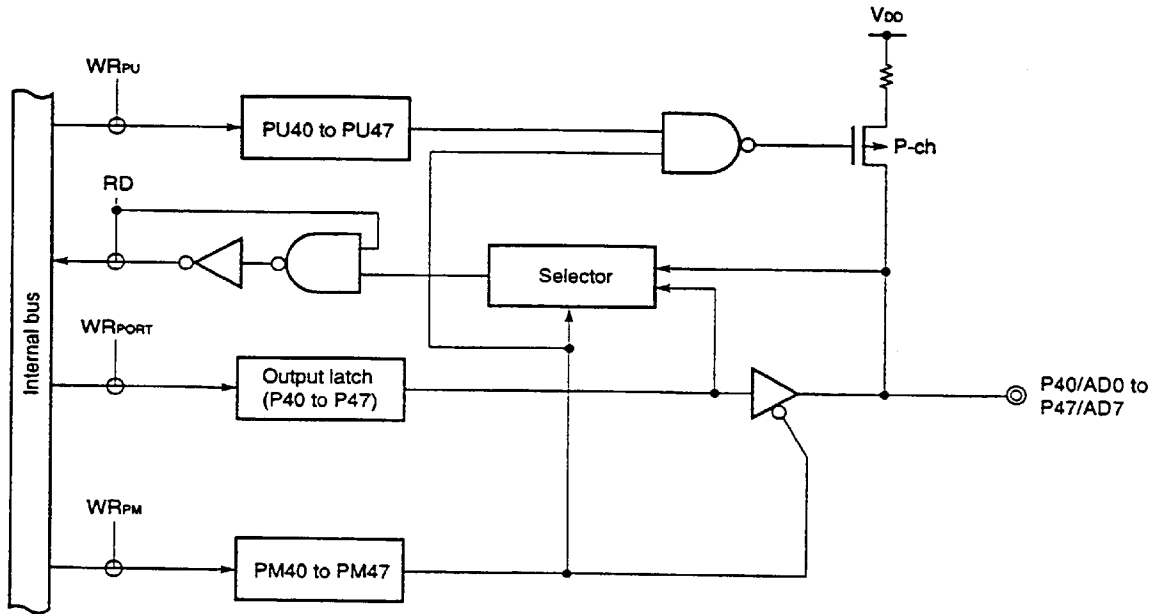 VDD
WRPU
PU40 to PU47
P-ch
RD
Selector
Internal bus
WRPORT
Output latch
(P40 to P47)
P40/AD0 to
P47/AD7
WRPM
PM40 to PM47